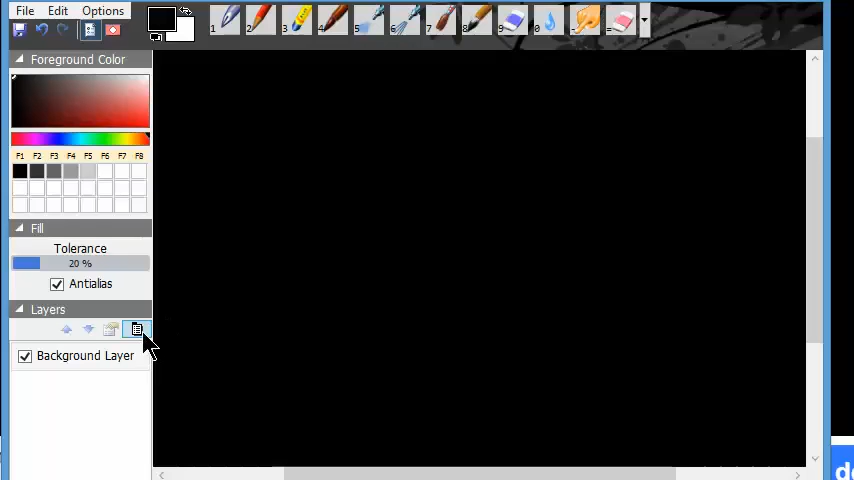 File Edit Options
1 2 3 4 5 6 7 8 9 0 - =
Foreground Color
F1 F2 F3 F4 F5 F6 F7 F8
Fill
Tolerance
20 %
Antialias
Layers
Background Layer